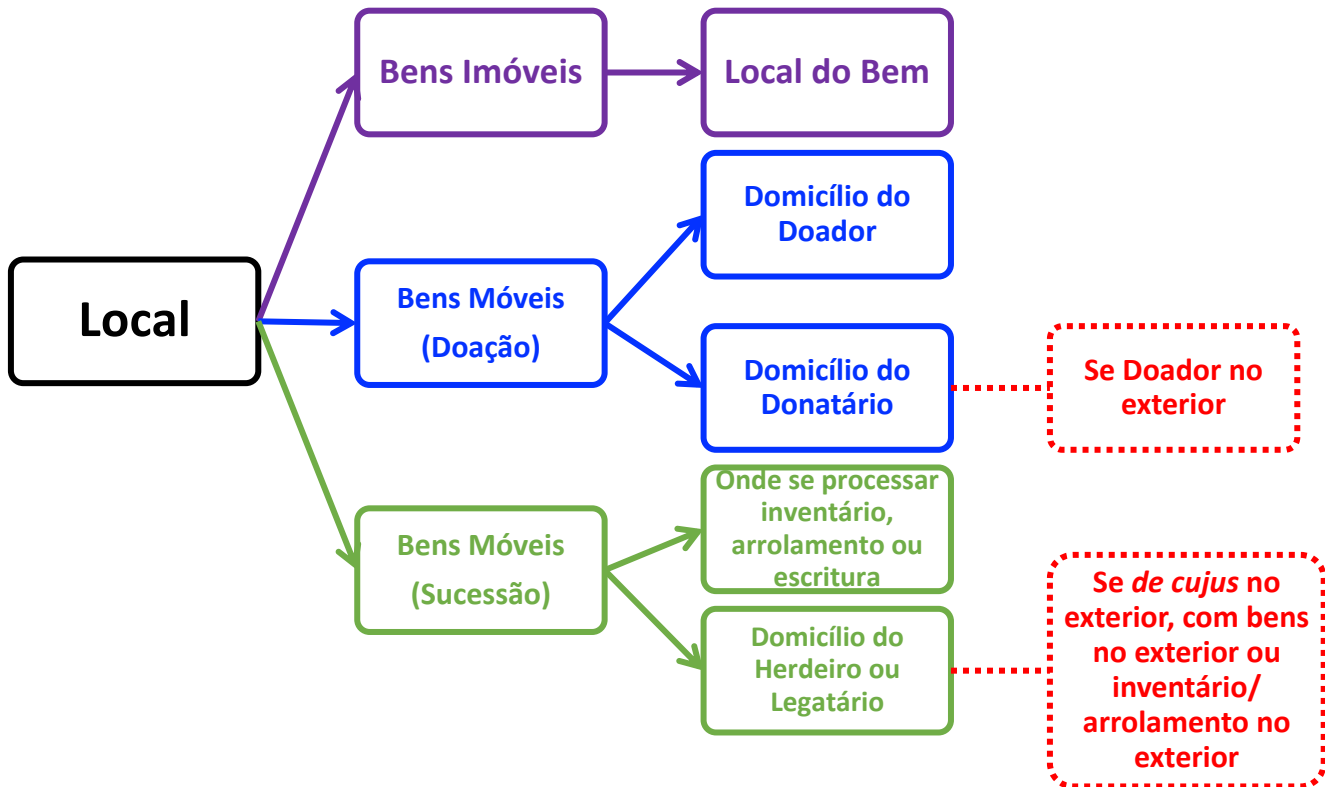 Bens Imóveis
Local do Bem
Local
Bens Móveis
(Doação)
Domicílio do
Doador
Domicílio do
Donatário
Se Doador no
exterior
Bens Móveis
(Sucessão)
Onde se processar
inventário,
arrolamento ou
escritura
Domicílio do
Herdeiro ou
Legatário
Se de cujus no
exterior, com bens
no exterior ou
inventário/
arrolamento no
exterior